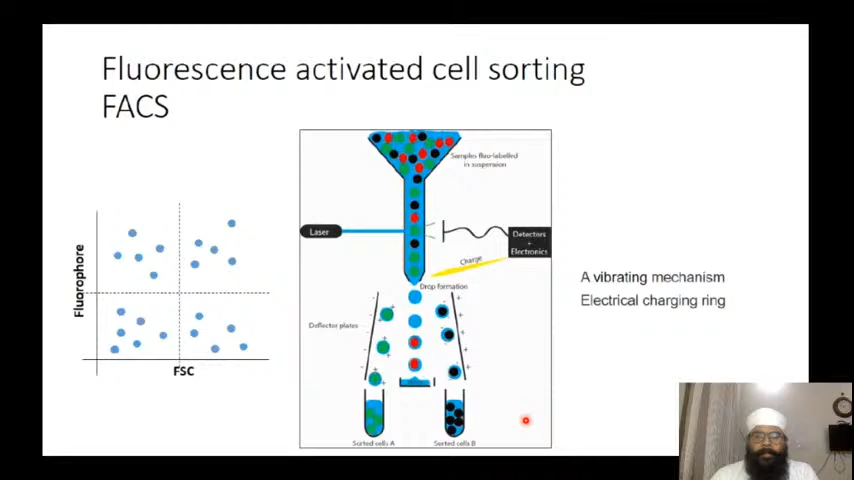 Fluorescence activated cell sorting
FACS
Samples fluo-labelled
in suspension
Laser
Detectors
+
Electronics
Charge
Drop formation
Deflector plates
Sorted cells A
Sorted cells B
Fluorophore
FSC
A vibrating mechanism
Electrical charging ring